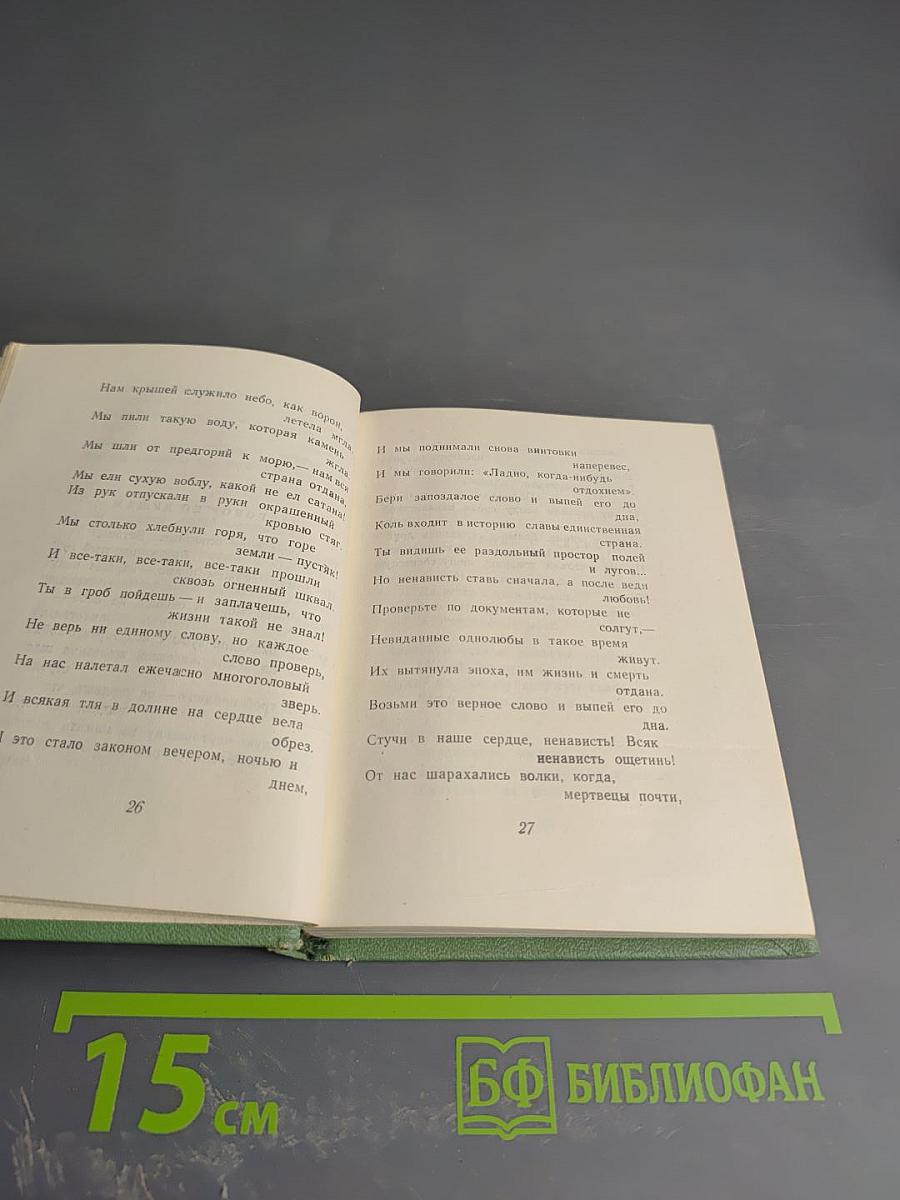 Нам крышей служило небо, как ворон,
летела мгла,
Мы пили такую воду, которая камень
жгла.
Мы шли от предгорий к морю,— нам вся
страна отдана,
Мы ели сухую воблу, какой не ел сатана!
Из рук отпускали в руки окрашенный
кровью стяг.
Мы столько хлебнули горя, что горе
земли — пустяк!
И все-таки, все-таки, все-таки прошли
сквозь огненный шквал.
Ты в гроб пойдешь — и заплачешь, что
жизни такой не знал!
Не верь ни единому слову, но каждое
слово проверь,
На нас налетал ежечасно многоголовый
зверь.
И всякая тля в долине на сердце вела
обрез.
И это стало законом вечером, ночью и
днем,
26
И мы поднимали снова винтовки
наперевес,
И мы говорили: «Ладно, когда-нибудь
отдохнем».
Бери запоздалое слово и выпей его до
дна,
Коль входит в историю славы единственная
страна.
Ты видишь ее раздольный простор полей
и лугов...
Но ненависть ставь сначала, а после веди
любовь!
Проверьте по документам, которые не
солгут,—
Невиданные однолюбы в такое время
живут.
Их вытянула эпоха, им жизнь и смерть
отдана.
Возьми это верное слово и выпей его до
дна.
Стучи в наше сердце, ненависть! Всяк
ненависть ощетинь!
От нас шарахались волки, когда,
мертвецы почти,
27
15 см
БФ БИБЛИОФАН